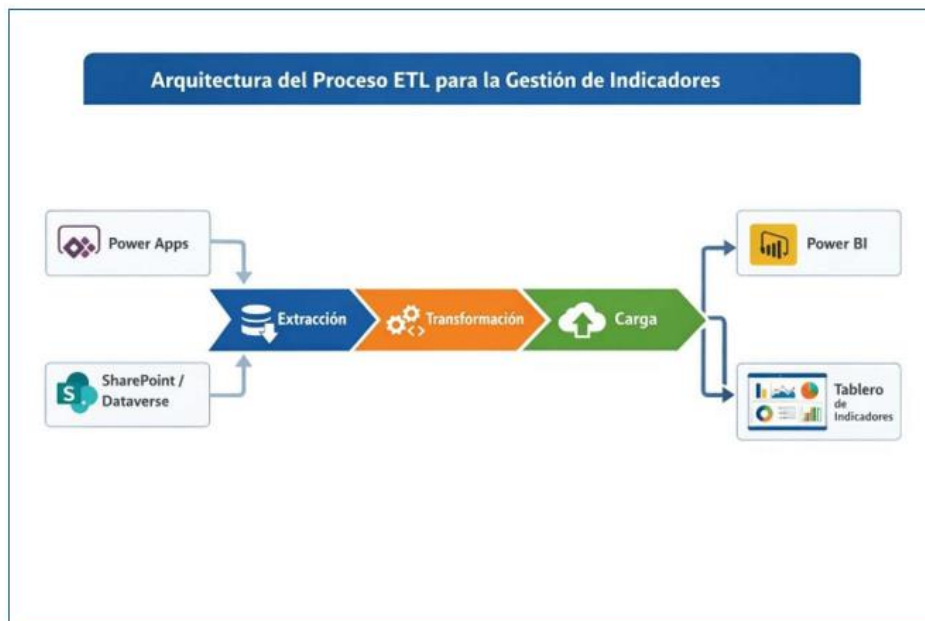 Arquitectura del Proceso ETL para la Gestión de Indicadores
Power Apps
SharePoint /
Dataverse
S
Extracción
Transformación
Carga
Power BI
Tablero
de
Indicadores